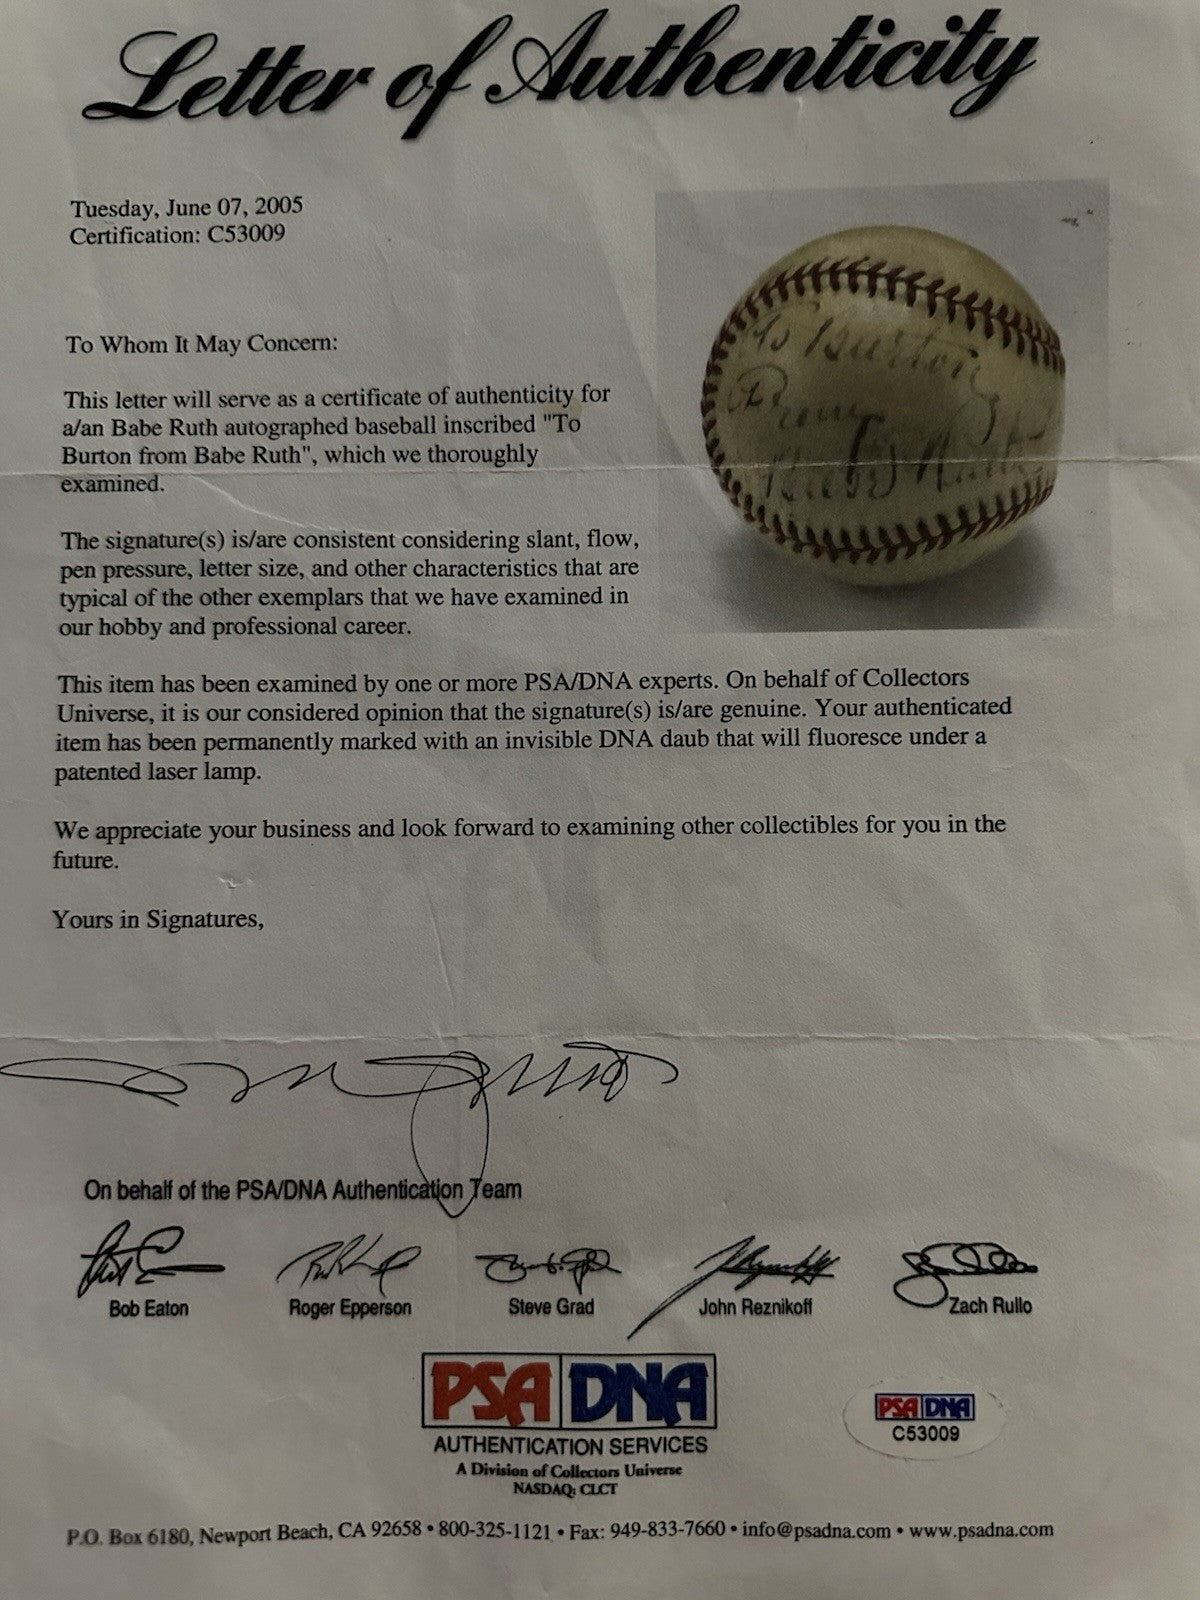 Letter of Authenticity
Tuesday, June 07, 2005
Certification: C53009
To Whom It May Concern:
This letter will serve as a certificate of authenticity for
a/an Babe Ruth autographed baseball inscribed "To
Burton from Babe Ruth", which we thoroughly
examined.
To Burton
From
Babe Ruth
The signature(s) is/are consistent considering slant, flow,
pen pressure, letter size, and other characteristics that are
typical of the other exemplars that we have examined in
our hobby and professional career.
This item has been examined by one or more PSA/DNA experts. On behalf of Collectors
Universe, it is our considered opinion that the signature(s) is/are genuine. Your authenticated
item has been permanently marked with an invisible DNA daub that will fluoresce under a
patented laser lamp.
We appreciate your business and look forward to examining other collectibles for you in the
future.
Yours in Signatures,
On behalf of the PSA/DNA Authentication Team
Bob Eaton Roger Epperson Steve Grad John Reznikoff Zach Rullo
PSA DNA
AUTHENTICATION SERVICES
A Division of Collectors Universe
NASDAQ: CLCT
PSA DNA
C53009
P.O. Box 6180, Newport Beach, CA 92658 • 800-325-1121 • Fax: 949-833-7660 • info@psadna.com • www.psadna.com